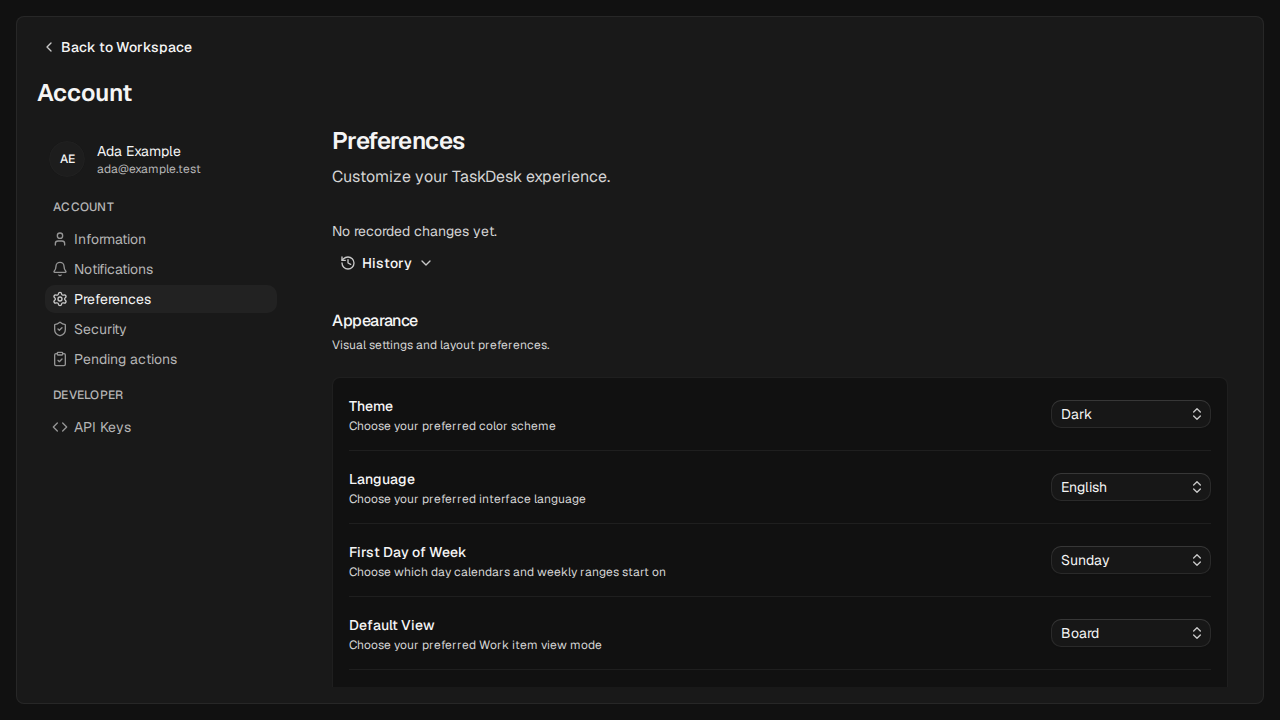 Back to Workspace
Account
AE
Ada Example
ada@example.test
ACCOUNT
Information
Notifications
Preferences
Security
Pending actions
DEVELOPER
API Keys
Preferences
Customize your TaskDesk experience.
No recorded changes yet.
History
Appearance
Visual settings and layout preferences.
Theme
Choose your preferred color scheme
Dark
Language
Choose your preferred interface language
English
First Day of Week
Choose which day calendars and weekly ranges start on
Sunday
Default View
Choose your preferred Work item view mode
Board